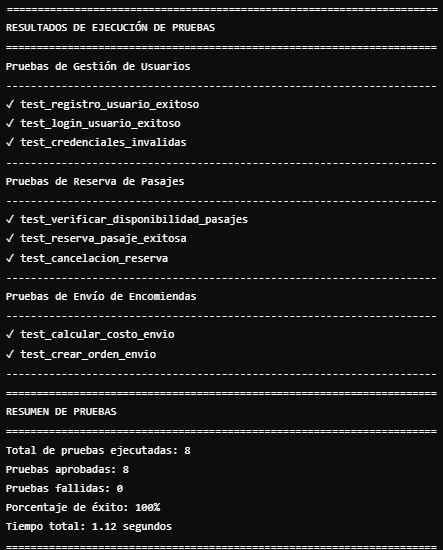 ======================================================================
RESULTADOS DE EJECUCIÓN DE PRUEBAS
======================================================================
Pruebas de Gestión de Usuarios
----------------------------------------------------------------------
✓ test_registro_usuario_exitoso
✓ test_login_usuario_exitoso
✓ test_credenciales_invalidas
----------------------------------------------------------------------
Pruebas de Reserva de Pasajes
----------------------------------------------------------------------
✓ test_verificar_disponibilidad_pasajes
✓ test_reserva_pasaje_exitosa
✓ test_cancelacion_reserva
----------------------------------------------------------------------
Pruebas de Envío de Encomiendas
----------------------------------------------------------------------
✓ test_calcular_costo_envio
✓ test_crear_orden_envio
----------------------------------------------------------------------
======================================================================
RESUMEN DE PRUEBAS
======================================================================
Total de pruebas ejecutadas: 8
Pruebas aprobadas: 8
Pruebas fallidas: 0
Porcentaje de éxito: 100%
Tiempo total: 1.12 segundos
======================================================================